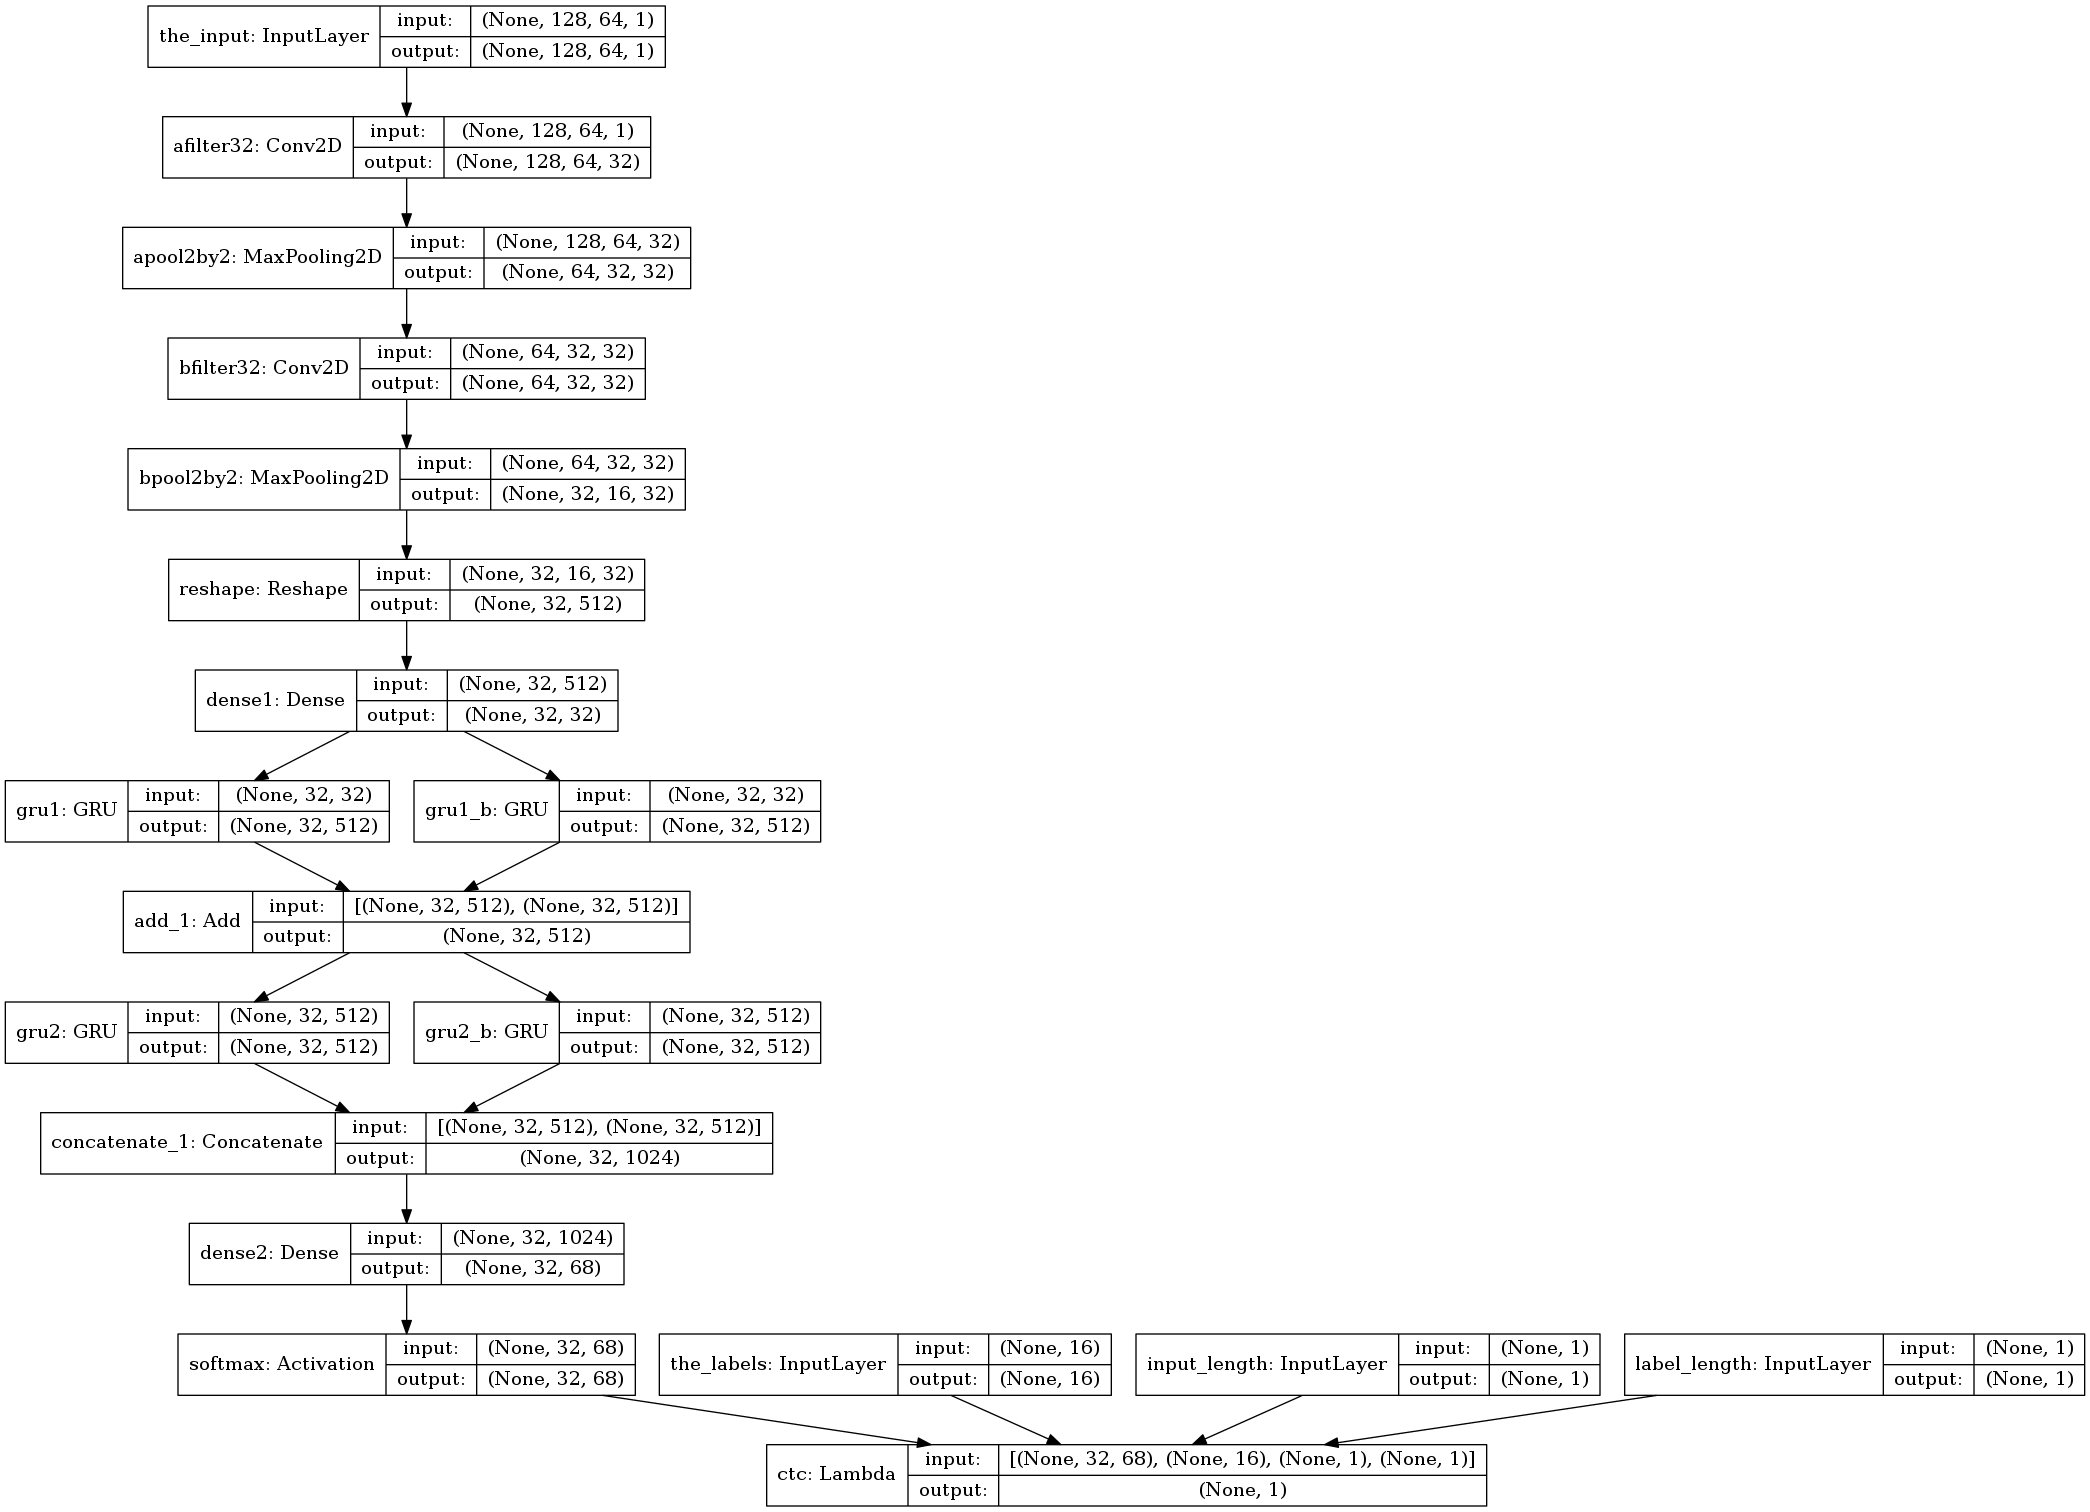 the_input: InputLayer input: (None, 128, 64, 1)
output: (None, 128, 64, 1)
afilter32: Conv2D input: (None, 128, 64, 1)
output: (None, 128, 64, 32)
apool2by2: MaxPooling2D input: (None, 128, 64, 32)
output: (None, 64, 32, 32)
bfilter32: Conv2D input: (None, 64, 32, 32)
output: (None, 64, 32, 32)
bpool2by2: MaxPooling2D input: (None, 64, 32, 32)
output: (None, 32, 16, 32)
reshape: Reshape input: (None, 32, 16, 32)
output: (None, 32, 512)
dense1: Dense input: (None, 32, 512)
output: (None, 32, 32)
gru1: GRU input: (None, 32, 32)
output: (None, 32, 512)
gru1_b: GRU input: (None, 32, 32)
output: (None, 32, 512)
add_1: Add input: [(None, 32, 512), (None, 32, 512)]
output: (None, 32, 512)
gru2: GRU input: (None, 32, 512)
output: (None, 32, 512)
gru2_b: GRU input: (None, 32, 512)
output: (None, 32, 512)
concatenate_1: Concatenate input: [(None, 32, 512), (None, 32, 512)]
output: (None, 32, 1024)
dense2: Dense input: (None, 32, 1024)
output: (None, 32, 68)
softmax: Activation input: (None, 32, 68)
output: (None, 32, 68)
the_labels: InputLayer input: (None, 16)
output: (None, 16)
input_length: InputLayer input: (None, 1)
output: (None, 1)
label_length: InputLayer input: (None, 1)
output: (None, 1)
ctc: Lambda input: [(None, 32, 68), (None, 16), (None, 1), (None, 1)]
output: (None, 1)